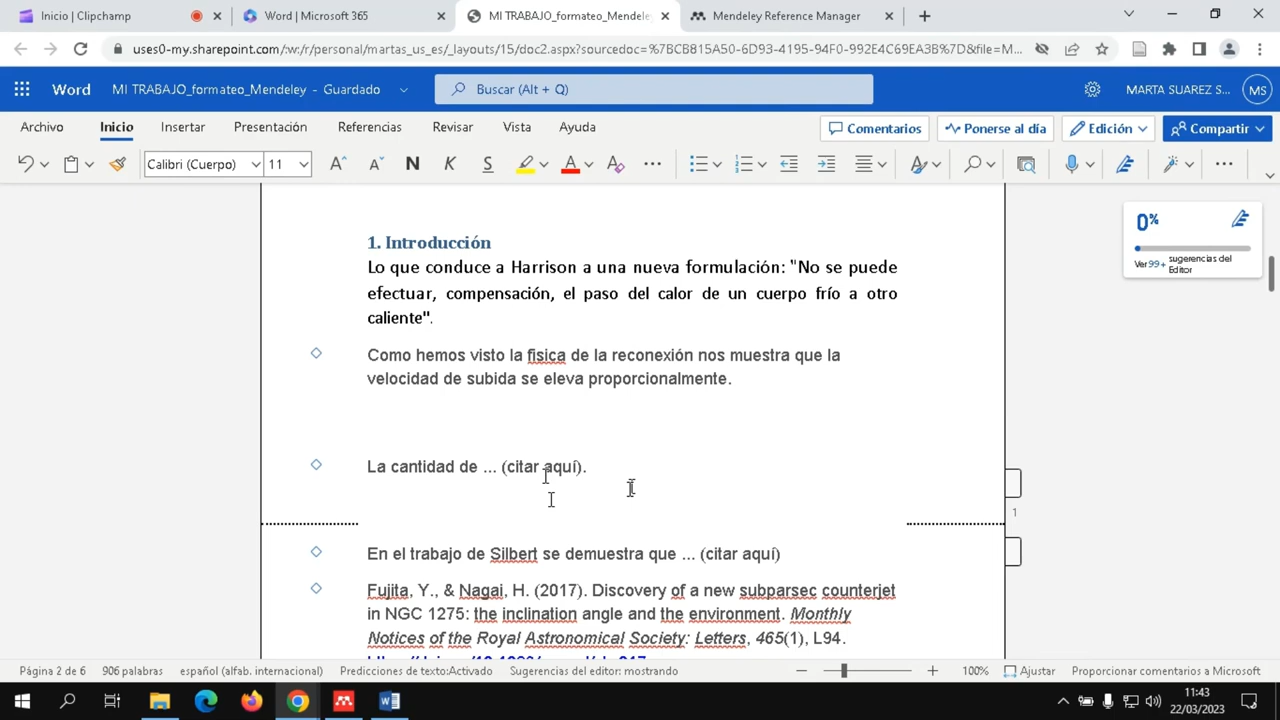 Inicio | Clipchamp
Word | Microsoft 365
MI TRABAJO_formateo_Mendeley
Mendeley Reference Manager
uses0-my.sharepoint.com/:w:/r/personal/martas_us_es/_layouts/15/doc2.aspx?sourcedoc=%7BCB815A50-6D93-4195-94F0-992E4C69EA3B%7D&file=M...
Word
MI TRABAJO_formateo_Mendeley - Guardado
Buscar (Alt + Q)
MARTA SUAREZ S...
MS
Archivo
Inicio
Insertar
Presentación
Referencias
Revisar
Vista
Ayuda
Comentarios
Ponerse al día
Edición
Compartir
Calibri (Cuerpo)
11
N
K
S
0%
Ver 99+ sugerencias del
Editor
1. Introducción
Lo que conduce a Harrison a una nueva formulación: "No se puede
efectuar, compensación, el paso del calor de un cuerpo frío a otro
caliente".
Como hemos visto la fisica de la reconexión nos muestra que la
velocidad de subida se eleva proporcionalmente.
La cantidad de ... (citar aquí).
1
En el trabajo de Silbert se demuestra que ... (citar aquí)
Fujita, Y., & Nagai, H. (2017). Discovery of a new subparsec counterjet
in NGC 1275: the inclination angle and the environment. Monthly
Notices of the Royal Astronomical Society: Letters, 465(1), L94.
Página 2 de 6
906 palabras
español (alfab. internacional)
Predicciones de texto:Activado
Sugerencias del editor: mostrando
100%
Ajustar
Proporcionar comentarios a Microsoft
11:43
22/03/2023